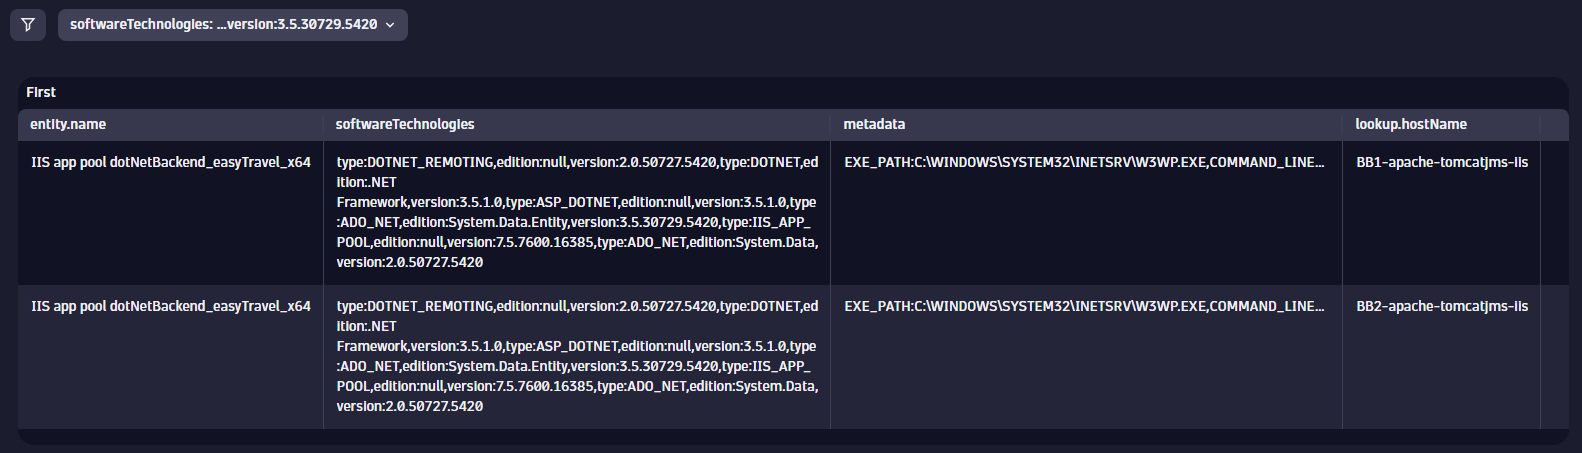 softwareTechnologies: ...version:3.5.30729.5420
First
entity.name softwareTechnologies metadata lookup.hostName
IIS app pool dotNetBackend_easyTravel_x64 type:DOTNET_REMOTING,edition:null,version:2.0.50727.5420,type:DOTNET,ed EXE_PATH:C:\WINDOWS\SYSTEM32\INETSRV\W3WP.EXE,COMMAND_LINE... BB1-apache-tomcatjms-iis
ition:.NET
Framework,version:3.5.1.0,type:ASP_DOTNET,edition:null,version:3.5.1.0,type
:ADO_NET,edition:System.Data.Entity,version:3.5.30729.5420,type:IIS_APP_
POOL,edition:null,version:7.5.7600.16385,type:ADO_NET,edition:System.Data,
version:2.0.50727.5420
IIS app pool dotNetBackend_easyTravel_x64 type:DOTNET_REMOTING,edition:null,version:2.0.50727.5420,type:DOTNET,ed EXE_PATH:C:\WINDOWS\SYSTEM32\INETSRV\W3WP.EXE,COMMAND_LINE... BB2-apache-tomcatjms-iis
ition:.NET
Framework,version:3.5.1.0,type:ASP_DOTNET,edition:null,version:3.5.1.0,type
:ADO_NET,edition:System.Data.Entity,version:3.5.30729.5420,type:IIS_APP_
POOL,edition:null,version:7.5.7600.16385,type:ADO_NET,edition:System.Data,
version:2.0.50727.5420